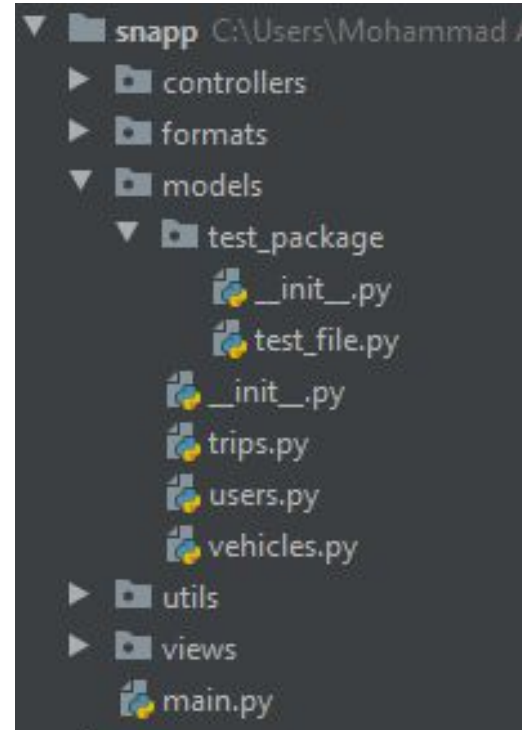 snapp C:\Users\Mohammad
controllers
formats
models
test_package
__init__.py
test_file.py
__init__.py
trips.py
users.py
vehicles.py
utils
views
main.py